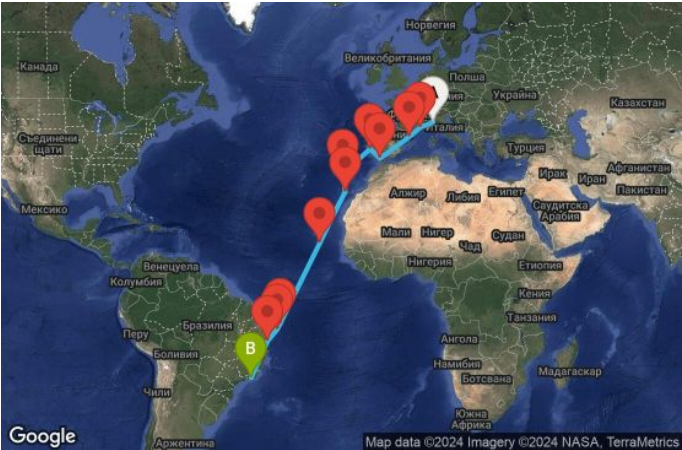 Норвегия
Канада
Великобритания
Полша
Украйна
Казахстан
Италия
Съединени
щати
Турция
Афганистан
Ирак
Иран
Пакистан
Алжир
Либия
Египет
Саудитска
Арабия
Мексико
Мали
Нигер
Судан
Чад
Венецуела
Нигерия
Етиопия
Колумбия
Кения
Перу
Бразилия
Танзания
B
Боливия
Ангола
Намибия
Мадагаскар
Ботсвана
Чили
Южна
Африка
Аржентина
Google
Map data ©2024 Imagery ©2024 NASA, TerraMetrics